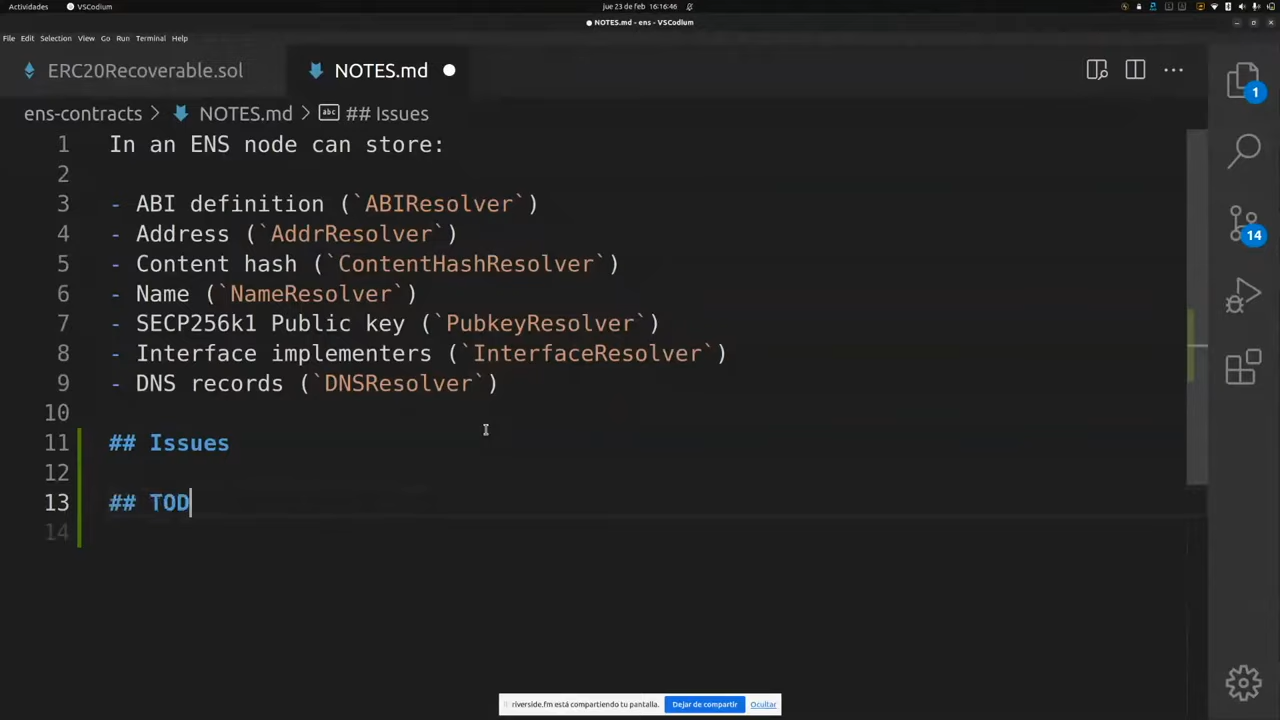 Actividades
VSCodium
jue 23 de feb 16:16:46
NOTES.md - ens - VSCodium
File Edit Selection View Go Run Terminal Help
ERC20Recoverable.sol
NOTES.md
ens-contracts > NOTES.md > ## Issues
1 In an ENS node can store:
2
3 - ABI definition (`ABIResolver`)
4 - Address (`AddrResolver`)
5 - Content hash (`ContentHashResolver`)
6 - Name (`NameResolver`)
7 - SECP256k1 Public key (`PubkeyResolver`)
8 - Interface implementers (`InterfaceResolver`)
9 - DNS records (`DNSResolver`)
10
11 ## Issues
12
13 ## TOD
14
1
14
riverside.fm está compartiendo tu pantalla. Dejar de compartir Ocultar